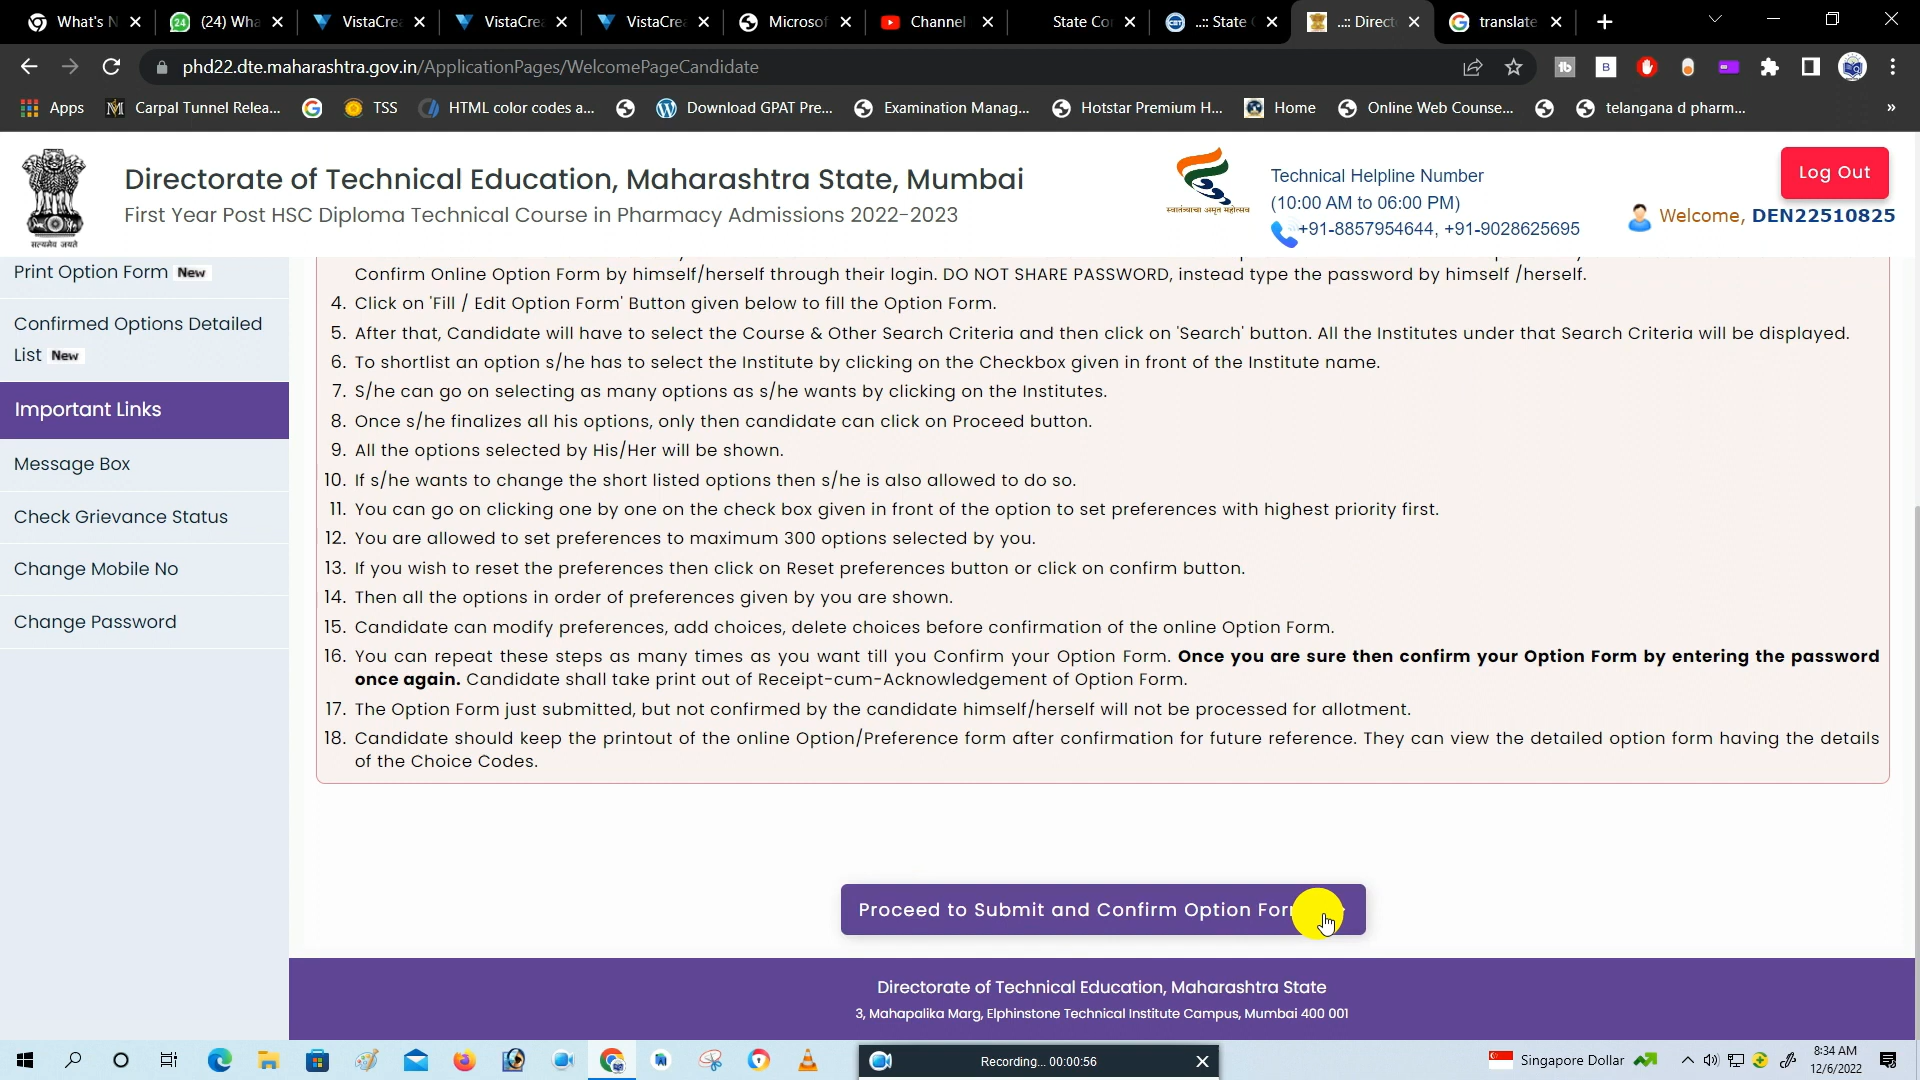 What's N
24 (24) Wha
VistaCrea
VistaCrea
VistaCrea
Microsof
Channel
State Co
..:: State
..:: Direct
translate
phd22.dte.maharashtra.gov.in/ApplicationPages/WelcomePageCandidate
Apps
Carpal Tunnel Relea...
TSS
HTML color codes a...
Download GPAT Pre...
Examination Manag...
Hotstar Premium H...
Home
Online Web Counse...
telangana d pharm...
»
सत्यमेव जयते
Directorate of Technical Education, Maharashtra State, Mumbai
First Year Post HSC Diploma Technical Course in Pharmacy Admissions 2022-2023
Technical Helpline Number
(10:00 AM to 06:00 PM)
+91-8857954644, +91-9028625695
Log Out
Welcome, DEN22510825
Print Option Form New
Confirmed Options Detailed
List New
Important Links
Message Box
Check Grievance Status
Change Mobile No
Change Password
Confirm Online Option Form by himself/herself through their login. DO NOT SHARE PASSWORD, instead type the password by himself /herself.
4. Click on 'Fill / Edit Option Form' Button given below to fill the Option Form.
5. After that, Candidate will have to select the Course & Other Search Criteria and then click on 'Search' button. All the Institutes under that Search Criteria will be displayed.
6. To shortlist an option s/he has to select the Institute by clicking on the Checkbox given in front of the Institute name.
7. S/he can go on selecting as many options as s/he wants by clicking on the Institutes.
8. Once s/he finalizes all his options, only then candidate can click on Proceed button.
9. All the options selected by His/Her will be shown.
10. If s/he wants to change the short listed options then s/he is also allowed to do so.
11. You can go on clicking one by one on the check box given in front of the option to set preferences with highest priority first.
12. You are allowed to set preferences to maximum 300 options selected by you.
13. If you wish to reset the preferences then click on Reset preferences button or click on confirm button.
14. Then all the options in order of preferences given by you are shown.
15. Candidate can modify preferences, add choices, delete choices before confirmation of the online Option Form.
16. You can repeat these steps as many times as you want till you Confirm your Option Form. Once you are sure then confirm your Option Form by entering the password
once again. Candidate shall take print out of Receipt-cum-Acknowledgement of Option Form.
17. The Option Form just submitted, but not confirmed by the candidate himself/herself will not be processed for allotment.
18. Candidate should keep the printout of the online Option/Preference form after confirmation for future reference. They can view the detailed option form having the details
of the Choice Codes.
Proceed to Submit and Confirm Option For
Directorate of Technical Education, Maharashtra State
3, Mahapalika Marg, Elphinstone Technical Institute Campus, Mumbai 400 001
Recording... 00:00:56
Singapore Dollar
8:34 AM
12/6/2022